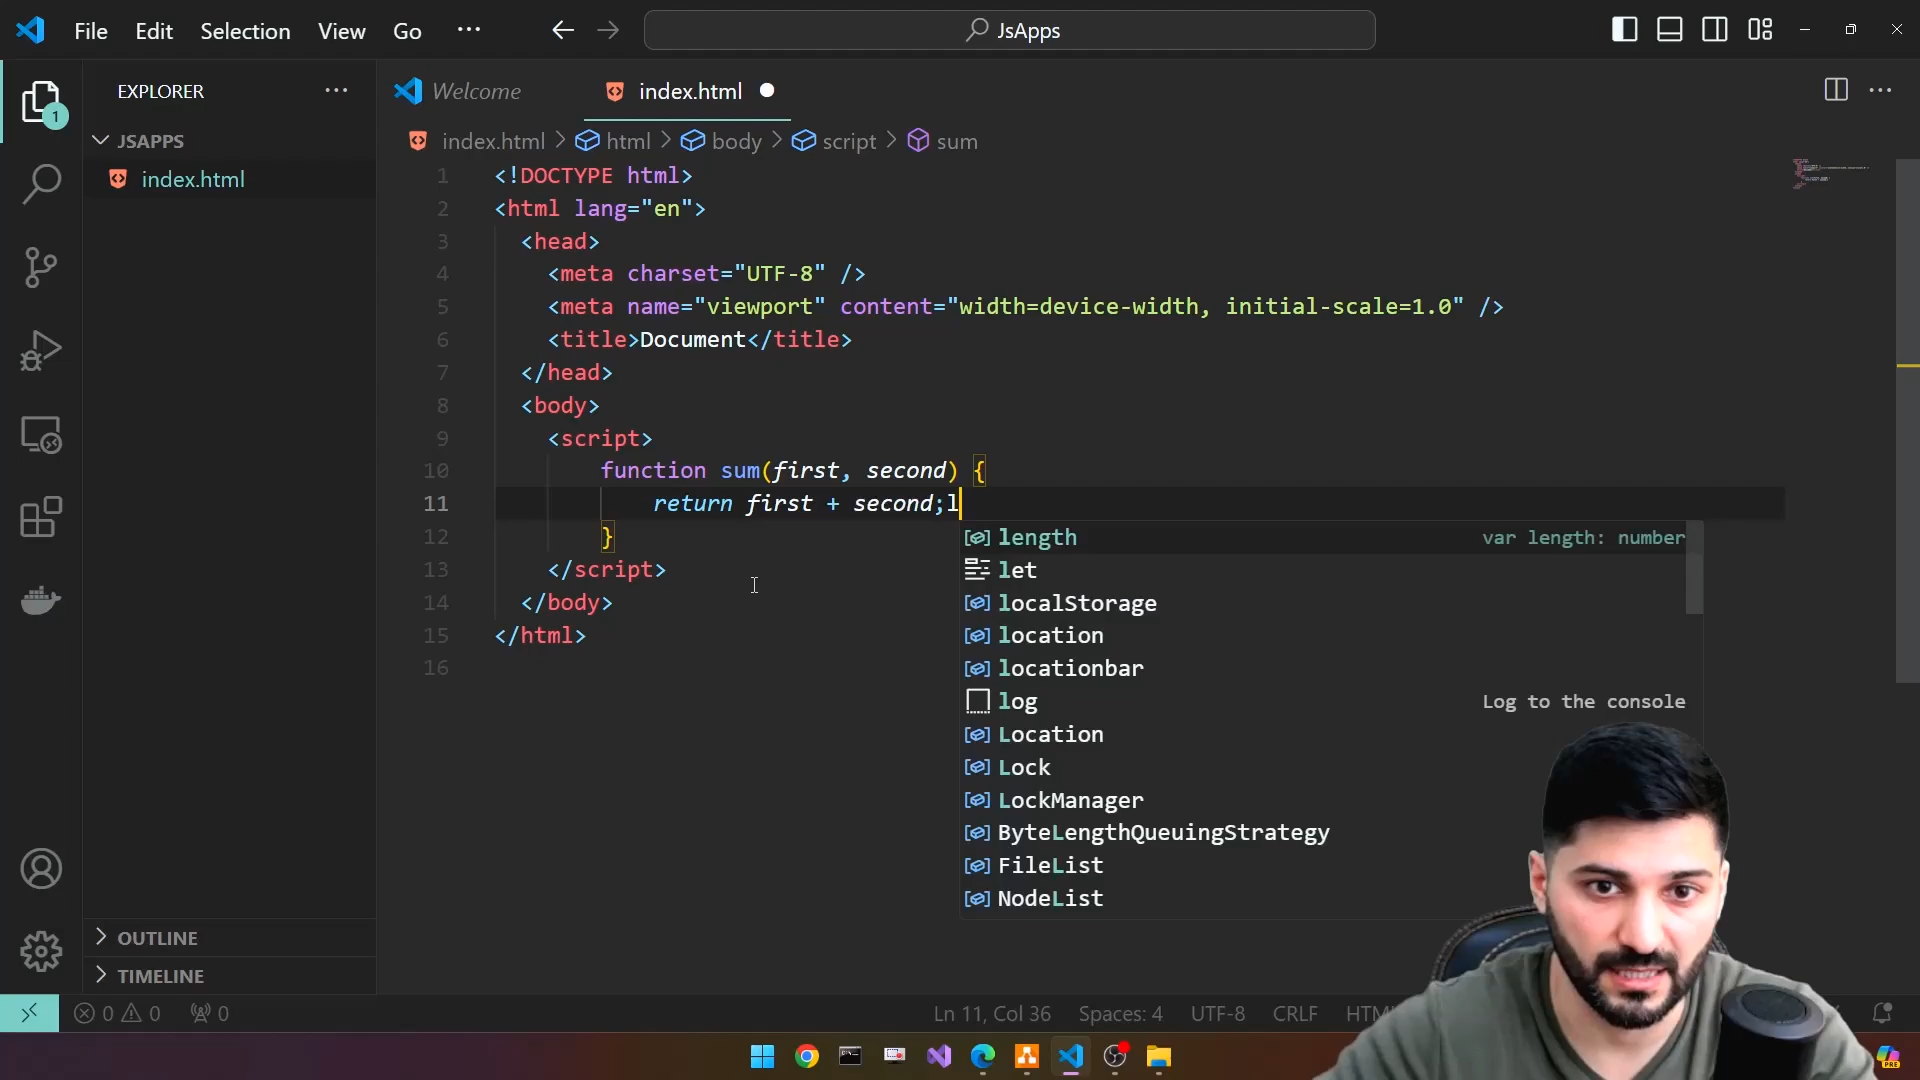 File Edit Selection View Go ··· JsApps
EXPLORER ···
JSAPPS
index.html
Welcome index.html
index.html > html > body > script > sum
1 <!DOCTYPE html>
2 <html lang="en">
3 <head>
4 <meta charset="UTF-8" />
5 <meta name="viewport" content="width=device-width, initial-scale=1.0" />
6 <title>Document</title>
7 </head>
8 <body>
9 <script>
10 function sum(first, second) {
11 return first + second;l
12 }
13 </script>
14 </body>
15 </html>
16
length var length: number
let
localStorage
location
locationbar
log Log to the console
Location
Lock
LockManager
ByteLengthQueuingStrategy
FileList
NodeList
1
OUTLINE
TIMELINE
0 0 0 Ln 11, Col 36 Spaces: 4 UTF-8 CRLF
PRE